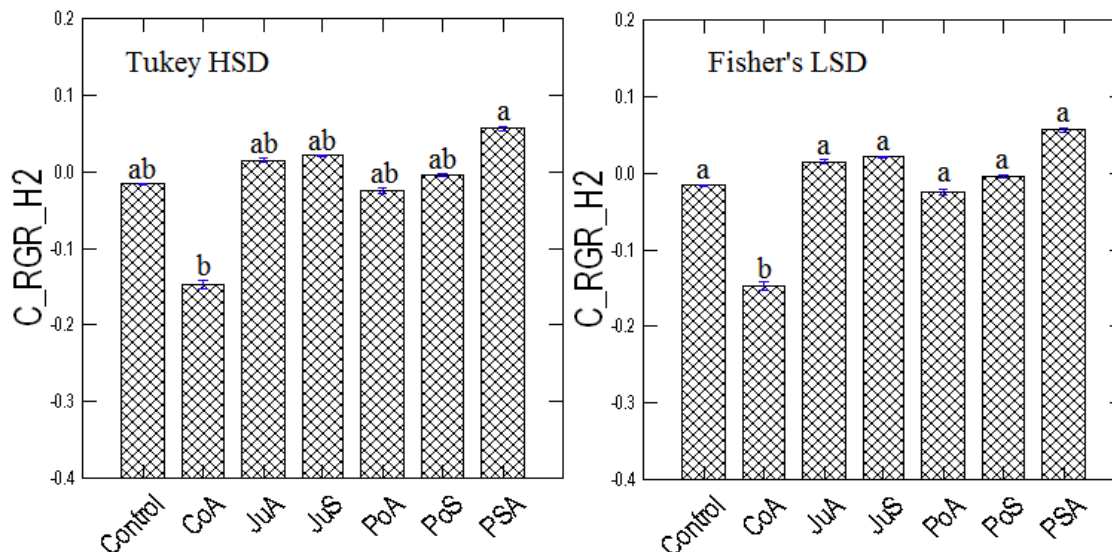 Tukey HSD
C_RGR_H2
0.2
0.1
0.0
-0.1
-0.2
-0.3
-0.4
ab
b
ab
ab
ab
ab
a
Control
CoA
JuA
JuS
PoA
PoS
PSA
Fisher's LSD
C_RGR_H2
0.2
0.1
0.0
-0.1
-0.2
-0.3
-0.4
a
b
a
a
a
a
a
Control
CoA
JuA
JuS
PoA
PoS
PSA